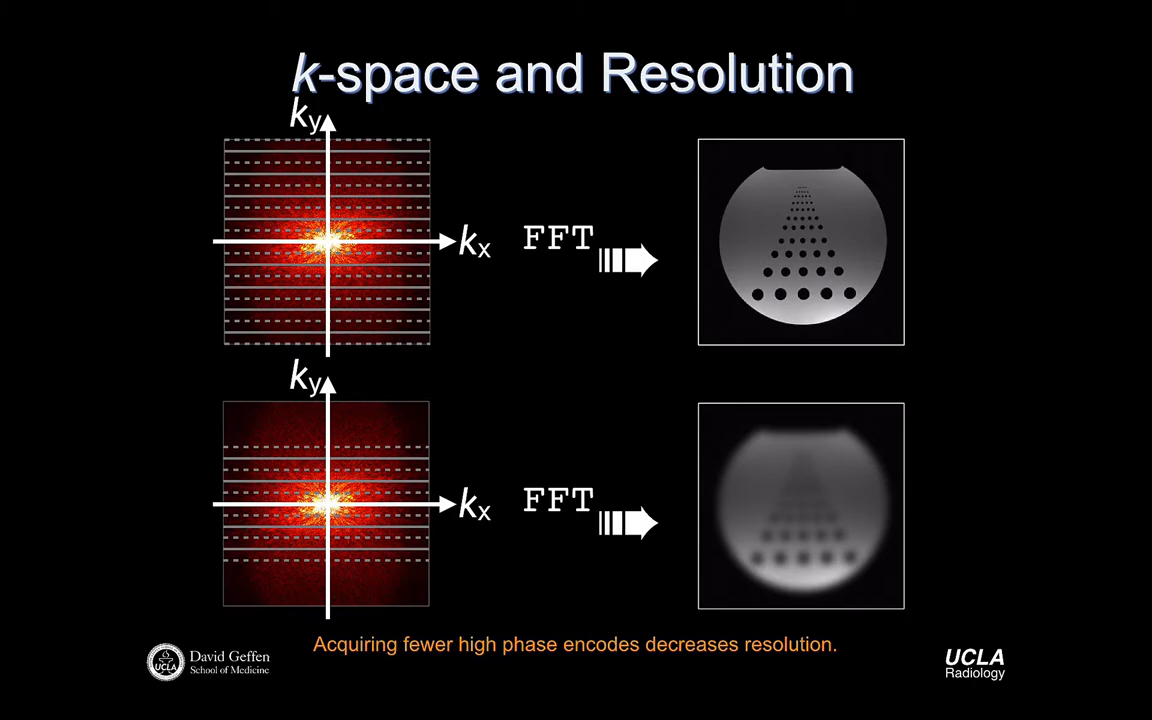 k-space and Resolution
ky
kx
FFT
ky
kx
FFT
Acquiring fewer high phase encodes decreases resolution.
UCLA
David Geffen
School of Medicine
UCLA
Radiology